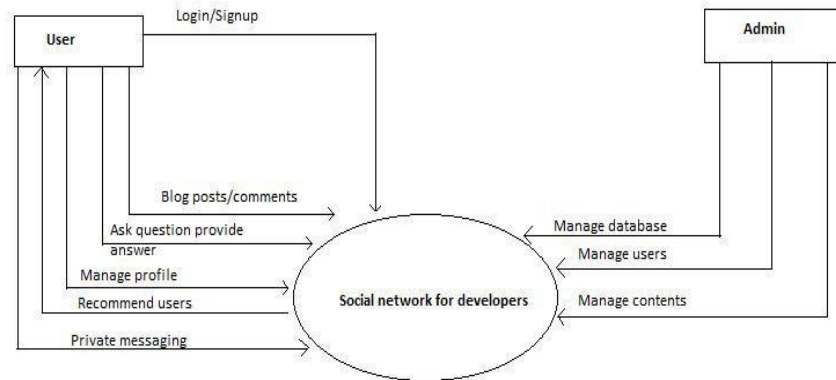 Login/Signup
User
Admin
Blog posts/comments
Ask question provide
answer
Manage database
Manage users
Manage profile
Recommend users
Social network for developers
Manage contents
Private messaging